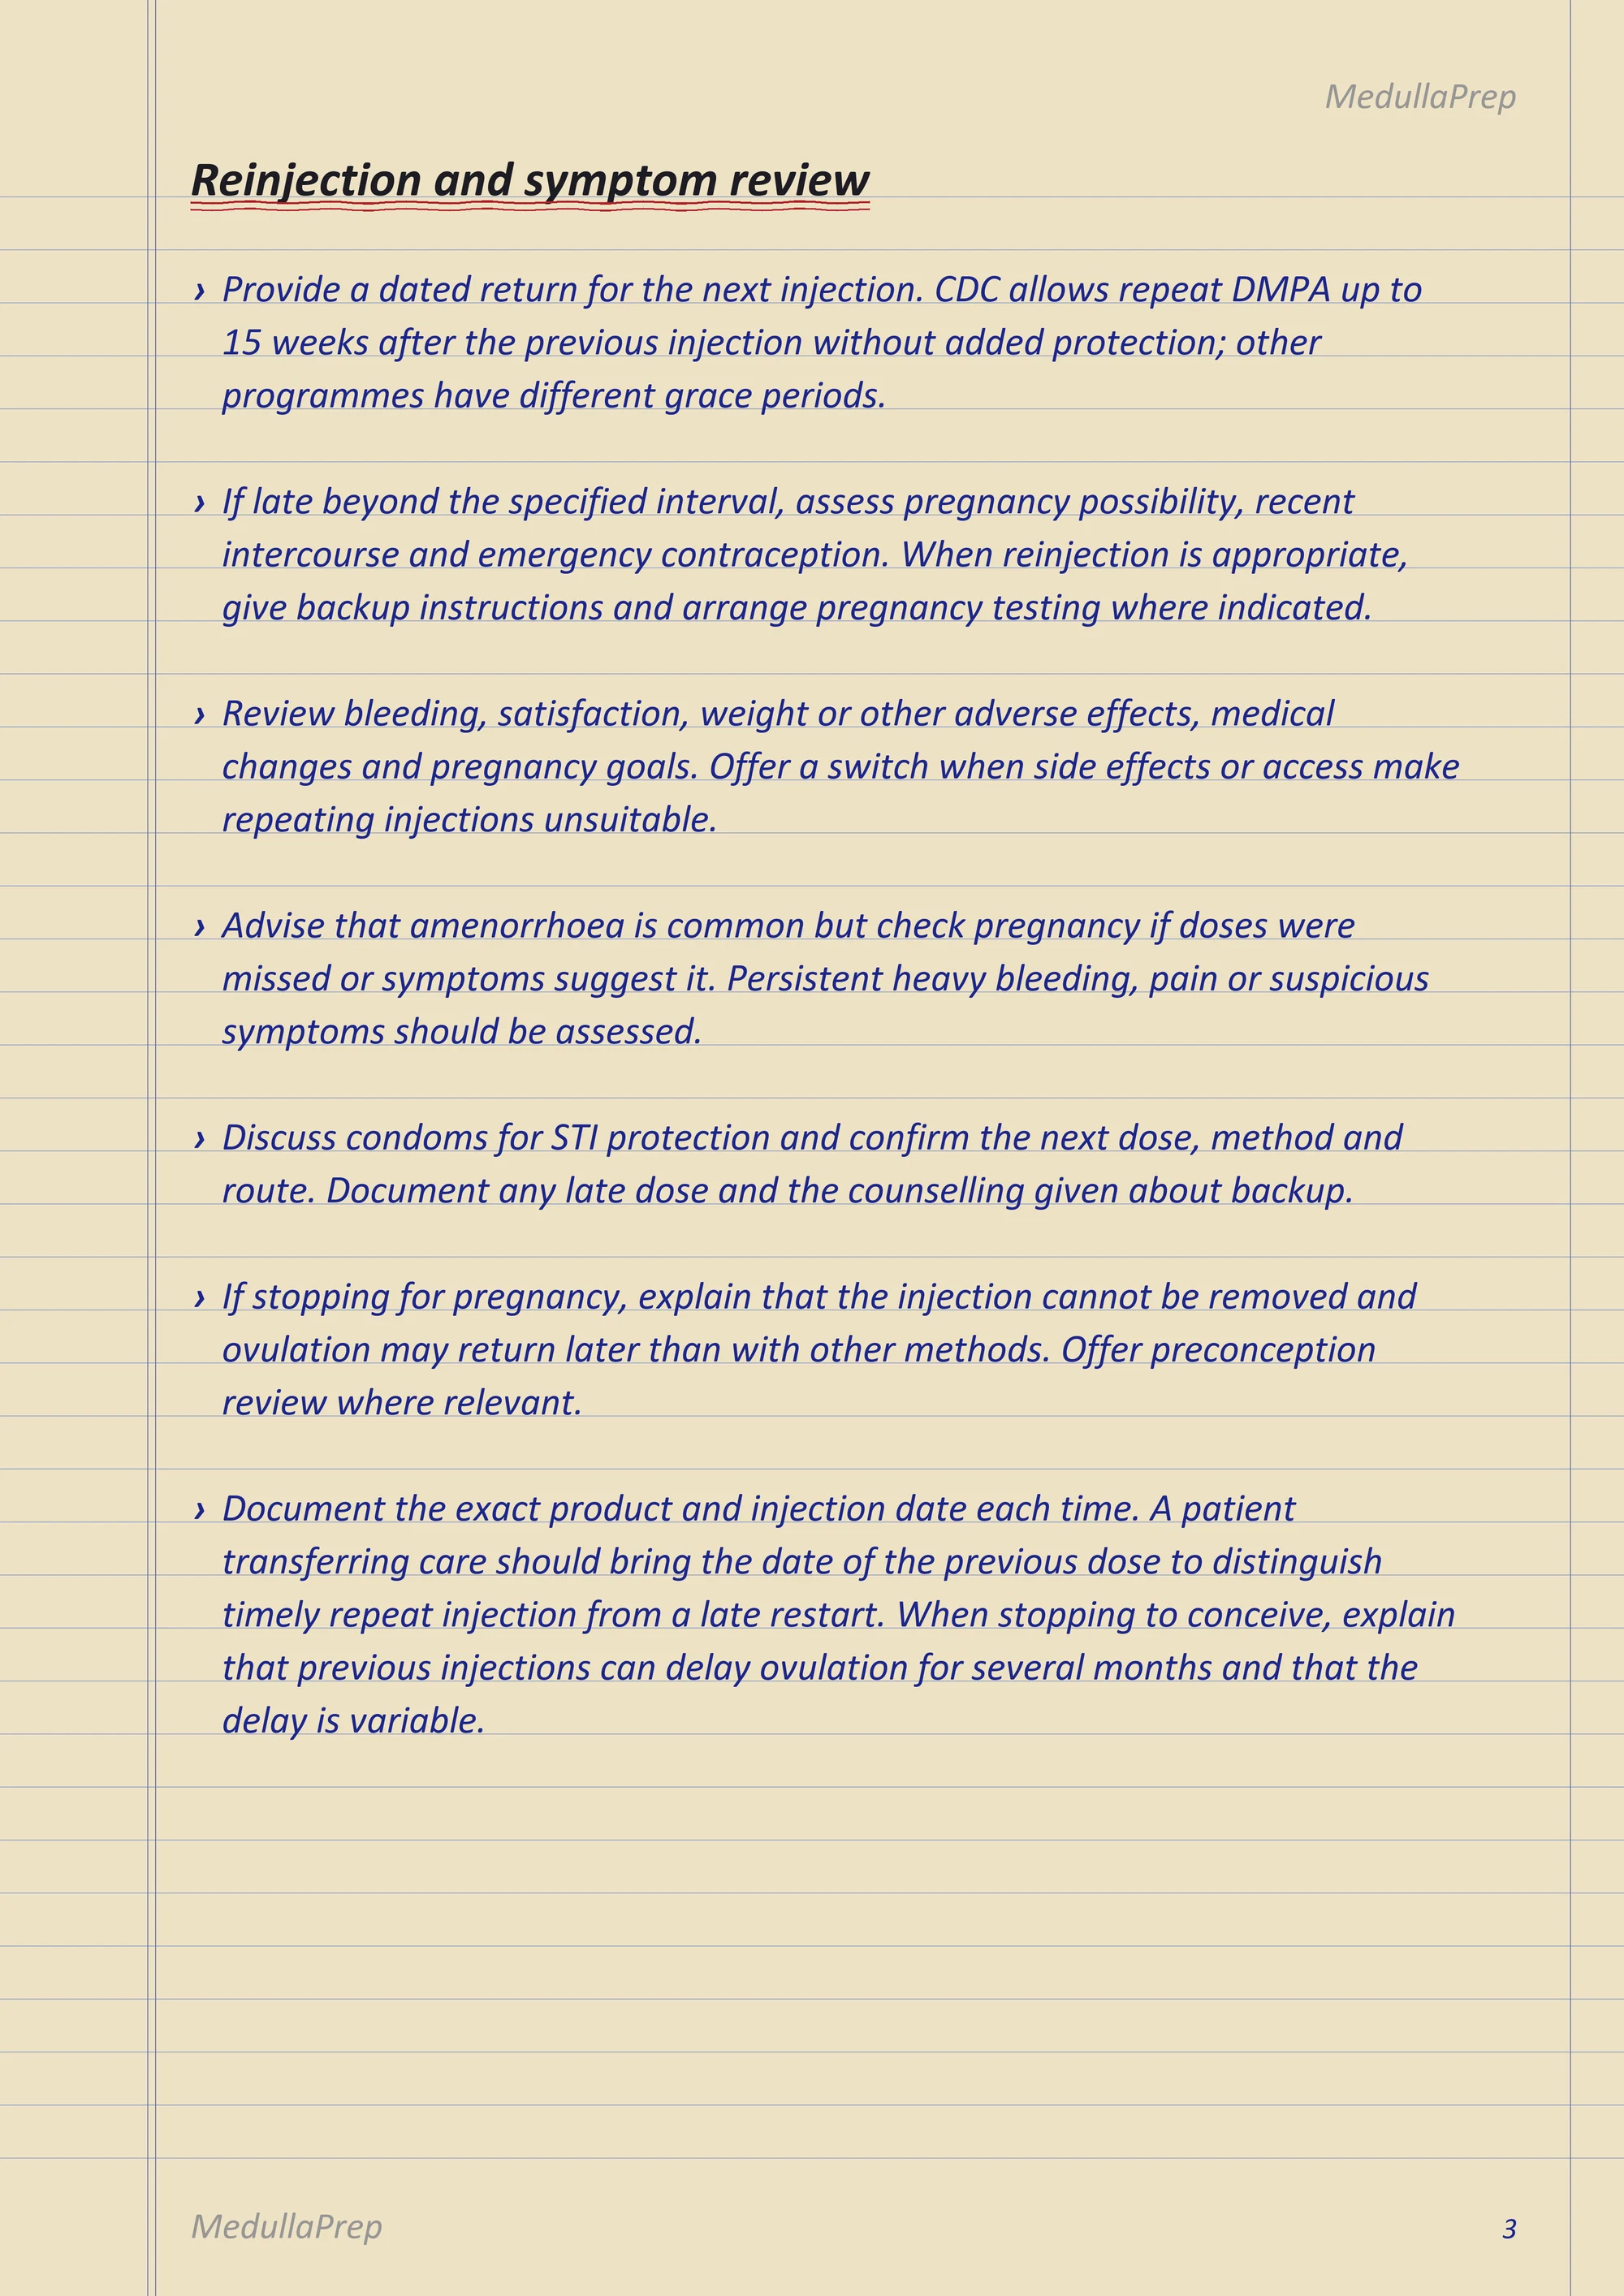 MedullaPrep
Reinjection and symptom review
› Provide a dated return for the next injection. CDC allows repeat DMPA up to
15 weeks after the previous injection without added protection; other
programmes have different grace periods.
› If late beyond the specified interval, assess pregnancy possibility, recent
intercourse and emergency contraception. When reinjection is appropriate,
give backup instructions and arrange pregnancy testing where indicated.
› Review bleeding, satisfaction, weight or other adverse effects, medical
changes and pregnancy goals. Offer a switch when side effects or access make
repeating injections unsuitable.
› Advise that amenorrhoea is common but check pregnancy if doses were
missed or symptoms suggest it. Persistent heavy bleeding, pain or suspicious
symptoms should be assessed.
› Discuss condoms for STI protection and confirm the next dose, method and
route. Document any late dose and the counselling given about backup.
› If stopping for pregnancy, explain that the injection cannot be removed and
ovulation may return later than with other methods. Offer preconception
review where relevant.
› Document the exact product and injection date each time. A patient
transferring care should bring the date of the previous dose to distinguish
timely repeat injection from a late restart. When stopping to conceive, explain
that previous injections can delay ovulation for several months and that the
delay is variable.
MedullaPrep
3